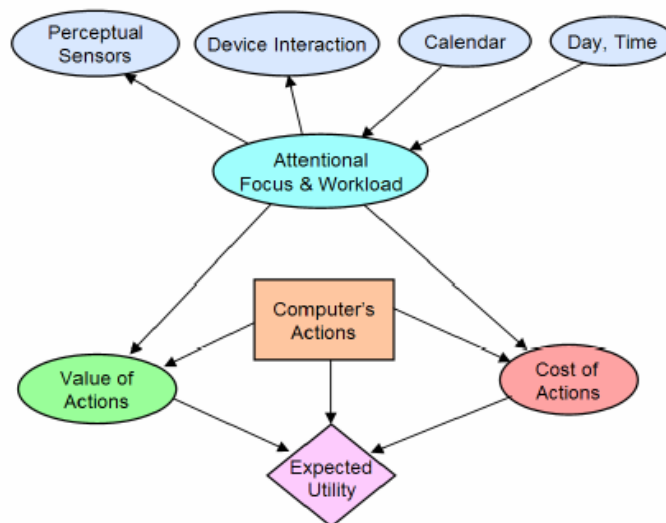 Perceptual
Sensors
Device Interaction
Calendar
Day, Time
Attentional
Focus & Workload
Computer's
Actions
Value of
Actions
Cost of
Actions
Expected
Utility